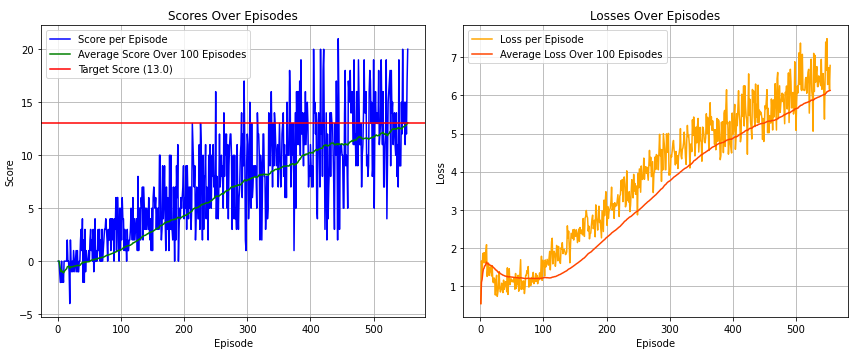 Scores Over Episodes
Score per Episode
Average Score Over 100 Episodes
Target Score (13.0)
20
15
10
5
0
−5
Score
0
100
200
300
400
500
Episode
Losses Over Episodes
Loss per Episode
Average Loss Over 100 Episodes
7
6
5
4
3
2
1
Loss
0
100
200
300
400
500
Episode